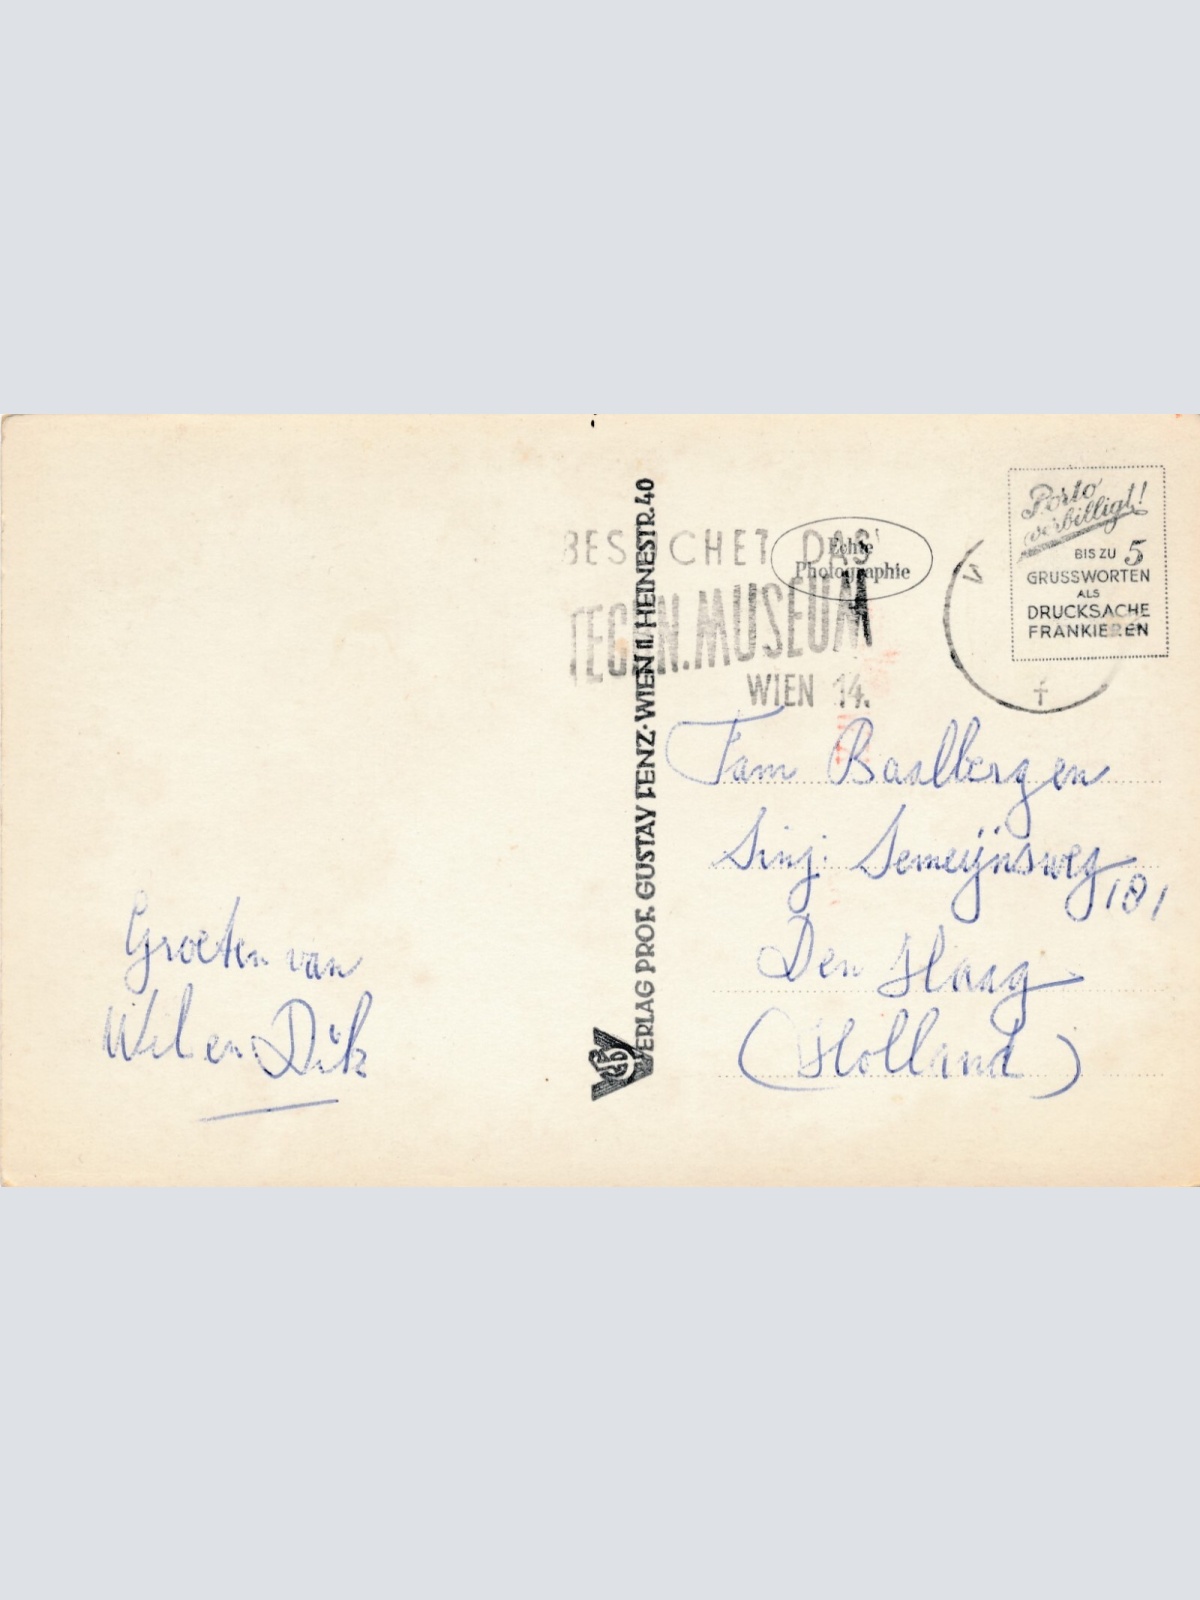 Groeten van
Wil en Dik
VERLAG PROF. GUSTAV LENZ · WIEN II/HEINESTR. 40
BESUCHET DAS
TECHN. MUSEUM
WIEN 14.
Echte
Photographie
Porto
verbilligt!
BIS ZU 5
GRUSSWORTEN
ALS
DRUCKSACHE
FRANKIEREN
Fam Baalbergen
Sing. Semeijnsweg 181
Den Haag
(Holland)